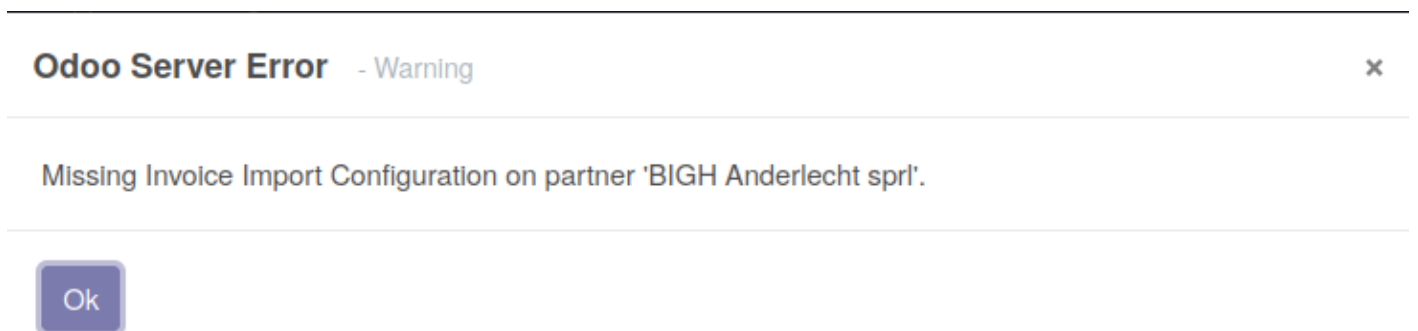 Odoo Server Error - Warning ×
Missing Invoice Import Configuration on partner 'BIGH Anderlecht sprl'.
Ok